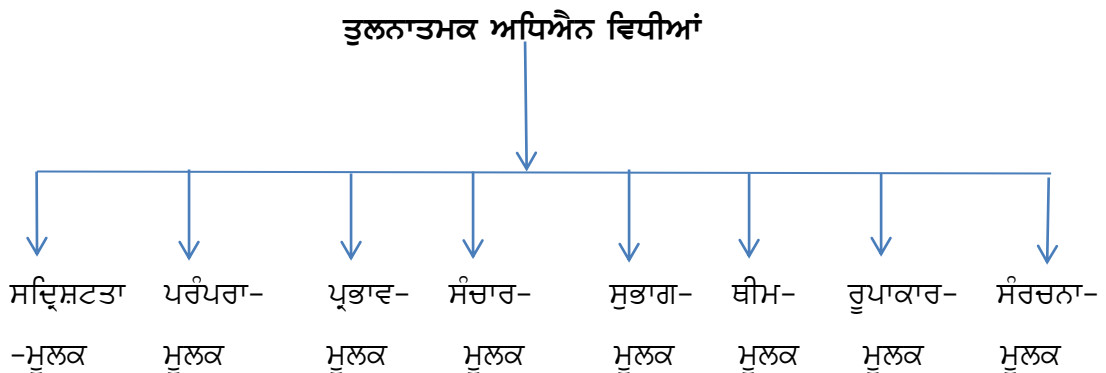 ਤੁਲਨਾਤਮਕ ਅਧਿਐਨ ਵਿਧੀਆਂ
ਸਦ੍ਰਿਸ਼ਟਤਾ ਪਰੰਪਰਾ- ਪ੍ਰਭਾਵ- ਸੰਚਾਰ- ਸੁਭਾਗ- ਥੀਮ- ਰੂਪਾਕਾਰ- ਸੰਰਚਨਾ-
-ਮੂਲਕ ਮੂਲਕ ਮੂਲਕ ਮੂਲਕ ਮੂਲਕ ਮੂਲਕ ਮੂਲਕ ਮੂਲਕ